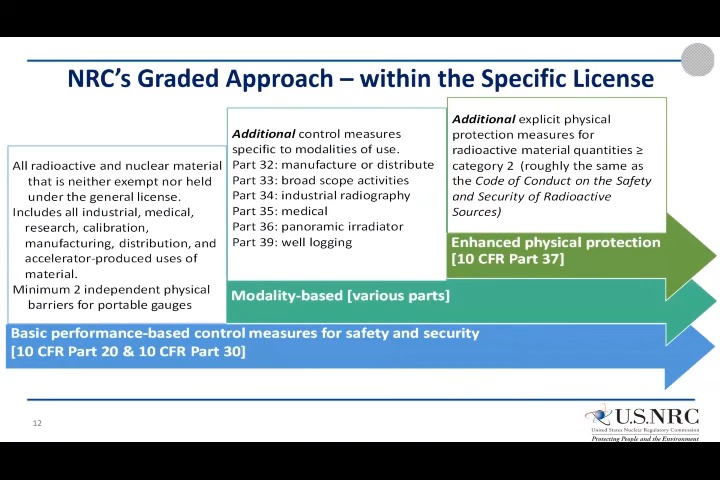 NRC's Graded Approach – within the Specific License
All radioactive and nuclear material
that is neither exempt nor held
under the general license.
Includes all industrial, medical,
research, calibration,
manufacturing, distribution, and
accelerator-produced uses of
material.
Minimum 2 independent physical
barriers for portable gauges
Additional control measures
specific to modalities of use.
Part 32: manufacture or distribute
Part 33: broad scope activities
Part 34: industrial radiography
Part 35: medical
Part 36: panoramic irradiator
Part 39: well logging
Additional explicit physical
protection measures for
radioactive material quantities ≥
category 2 (roughly the same as
the Code of Conduct on the Safety
and Security of Radioactive
Sources)
Enhanced physical protection
[10 CFR Part 37]
Modality-based [various parts]
Basic performance-based control measures for safety and security
[10 CFR Part 20 & 10 CFR Part 30]
12
U.S.NRC
United States Nuclear Regulatory Commission
Protecting People and the Environment